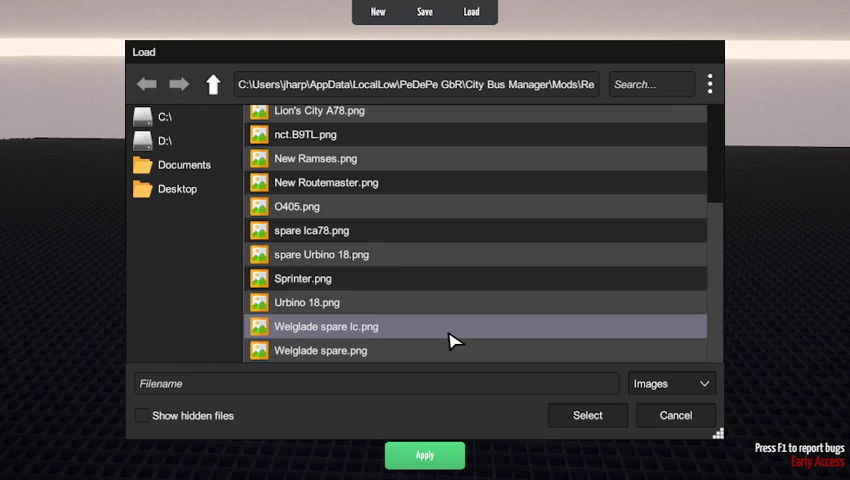 New Save Load
Load
C:\Users\jharp\AppData\LocalLow\PeDePe GbR\City Bus Manager\Mods\Re
Search...
C:\
D:\
Documents
Desktop
Lion's City A78.png
nct.B9TL.png
New Ramses.png
New Routemaster.png
O405.png
spare lca78.png
spare Urbino 18.png
Sprinter.png
Urbino 18.png
Welglade spare lc.png
Welglade spare.png
Filename
Images
Show hidden files
Select
Cancel
Apply
Press F1 to report bugs
Early Access